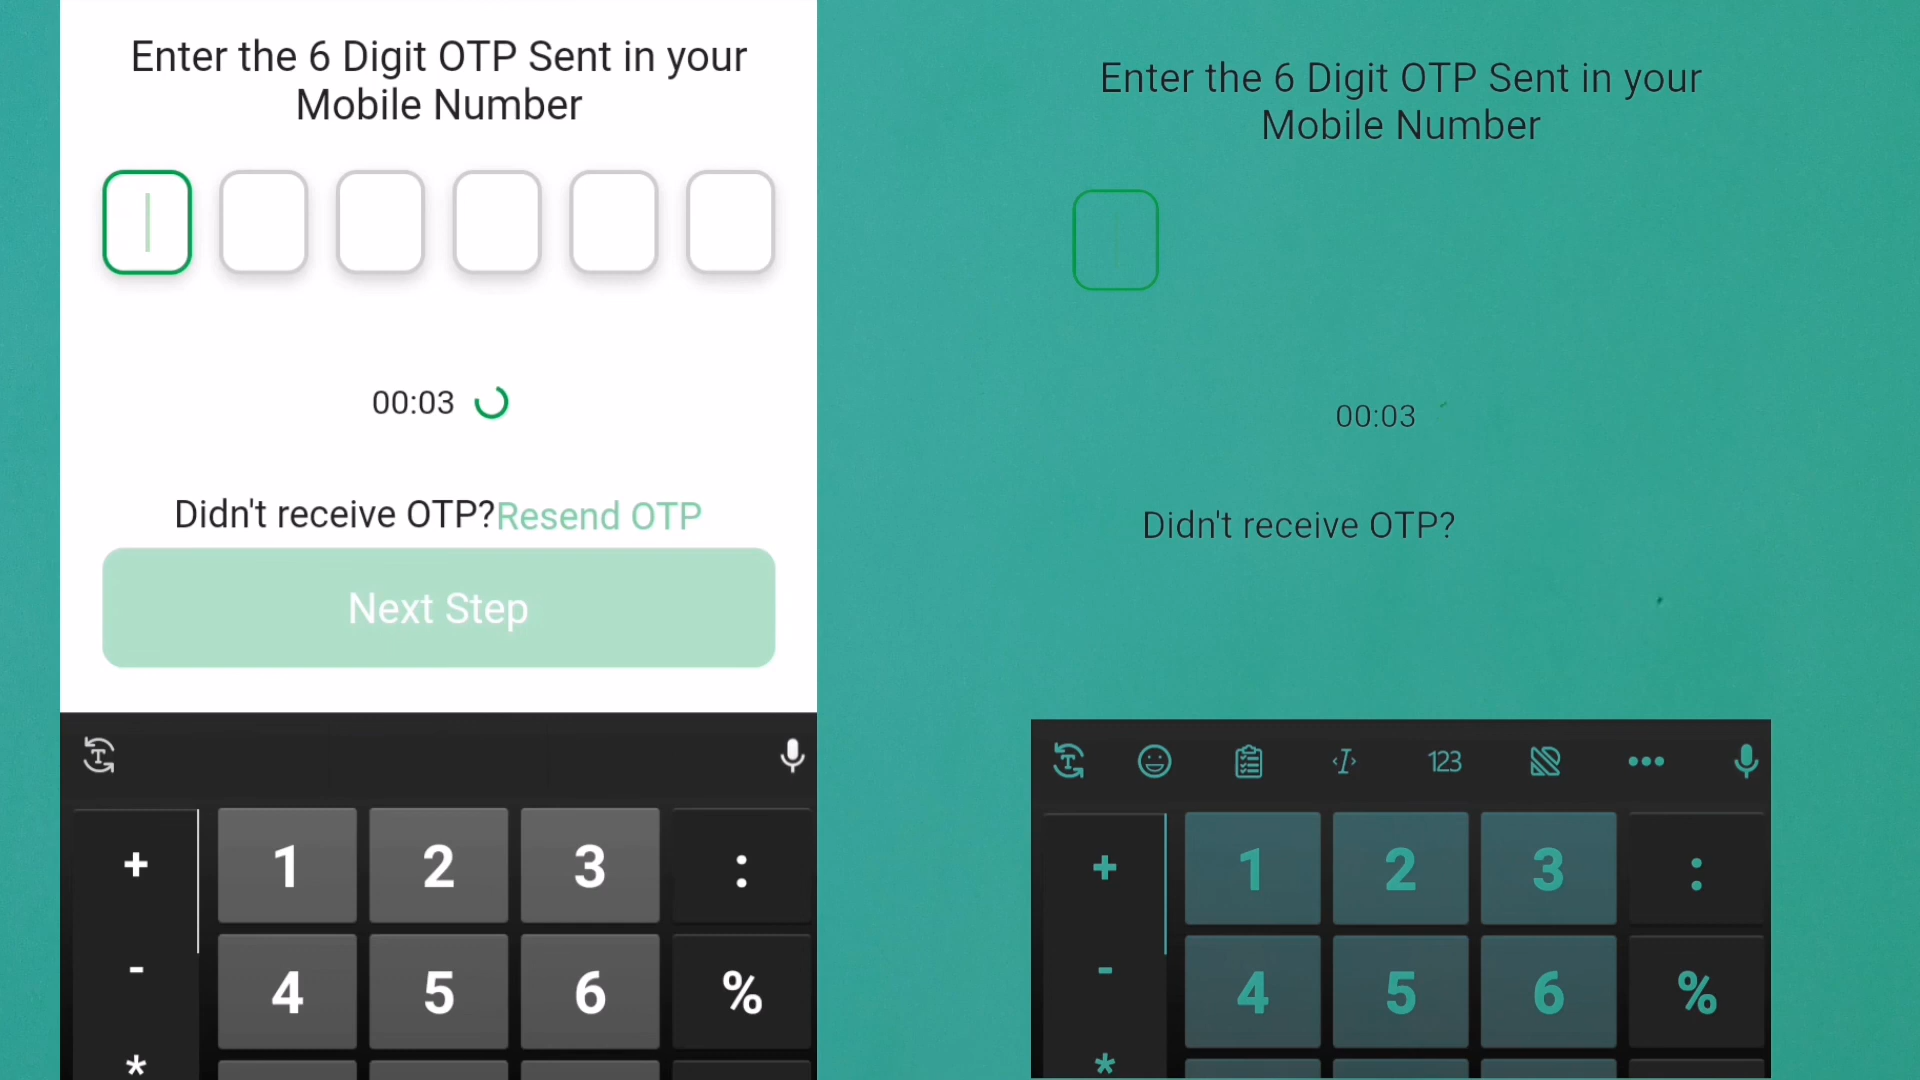 Enter the 6 Digit OTP Sent in your
Mobile Number
00:03
Didn't receive OTP? Resend OTP
Next Step
+ 1 2 3 :
- 4 5 6 %
*
Enter the 6 Digit OTP Sent in your
Mobile Number
00:03
Didn't receive OTP?
123
+ 1 2 3 :
- 4 5 6 %
*